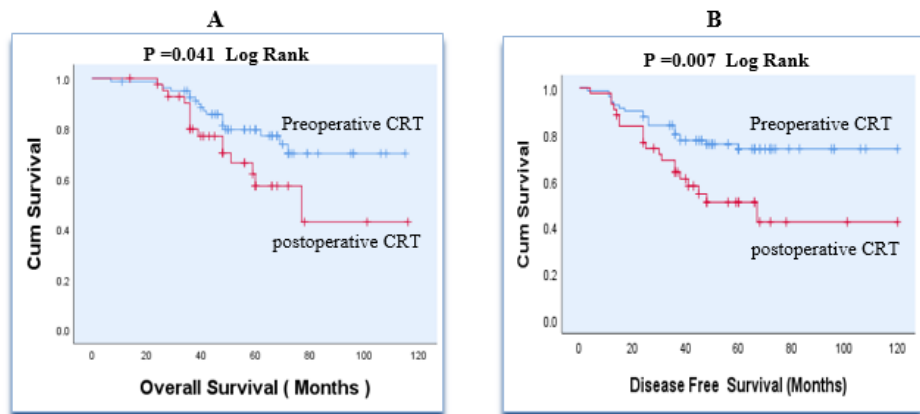 A
P =0.041 Log Rank
Cum Survival
1.0
0.8
0.6
0.4
0.2
0.0
Preoperative CRT
postoperative CRT
0 20 40 60 80 100 120
Overall Survival ( Months )
B
P =0.007 Log Rank
Cum Survival
1.0
0.8
0.6
0.4
0.2
0.0
Preoperative CRT
postoperative CRT
0 20 40 60 80 100 120
Disease Free Survival (Months)